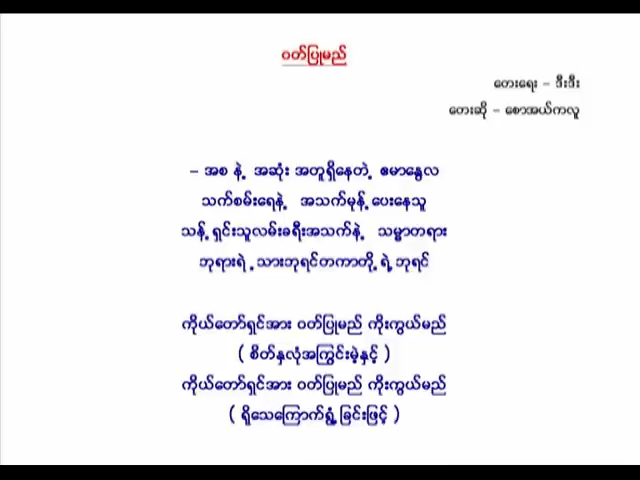 ဝတ်ပြုမည်
တေးရေး – ဒီးဒီး
တေးဆို – စောအယ်ကလူ
– အစ နဲ့ အဆုံး အတူရှိနေတဲ့ ဧမာနွေလ
သက်စမ်းရေနဲ့ အသက်မုန့် ပေးနေသူ
သန့် ရှင်းသူလမ်းခရီးအသက်နဲ့ သမ္မာတရား
ဘုရားရဲ့ သားဘုရင်တကာတို့ ရဲ့ ဘုရင်
ကိုယ်တော်ရှင်အား ဝတ်ပြုမည် ကိုးကွယ်မည်
( စိတ်နှလုံအကြွင်းမဲ့နှင့် )
ကိုယ်တော်ရှင်အား ဝတ်ပြုမည် ကိုးကွယ်မည်
( ရိုသေကြောက်ရွံ့ ခြင်းဖြင့် )